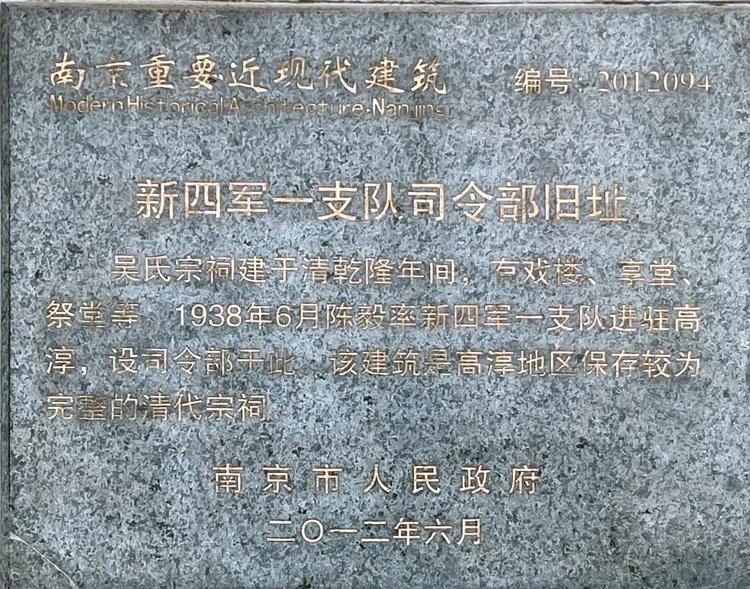 南京重要近现代建筑 编号：2012094
Modern Historical Architecture·Nanjing
新四军一支队司令部旧址
吴氏宗祠建于清乾隆年间，有戏楼、享堂、
祭堂等。1938年6月陈毅率新四军一支队进驻高
淳，设司令部于此。该建筑是高淳地区保存较为
完整的清代宗祠
南京市人民政府
二〇一二年六月